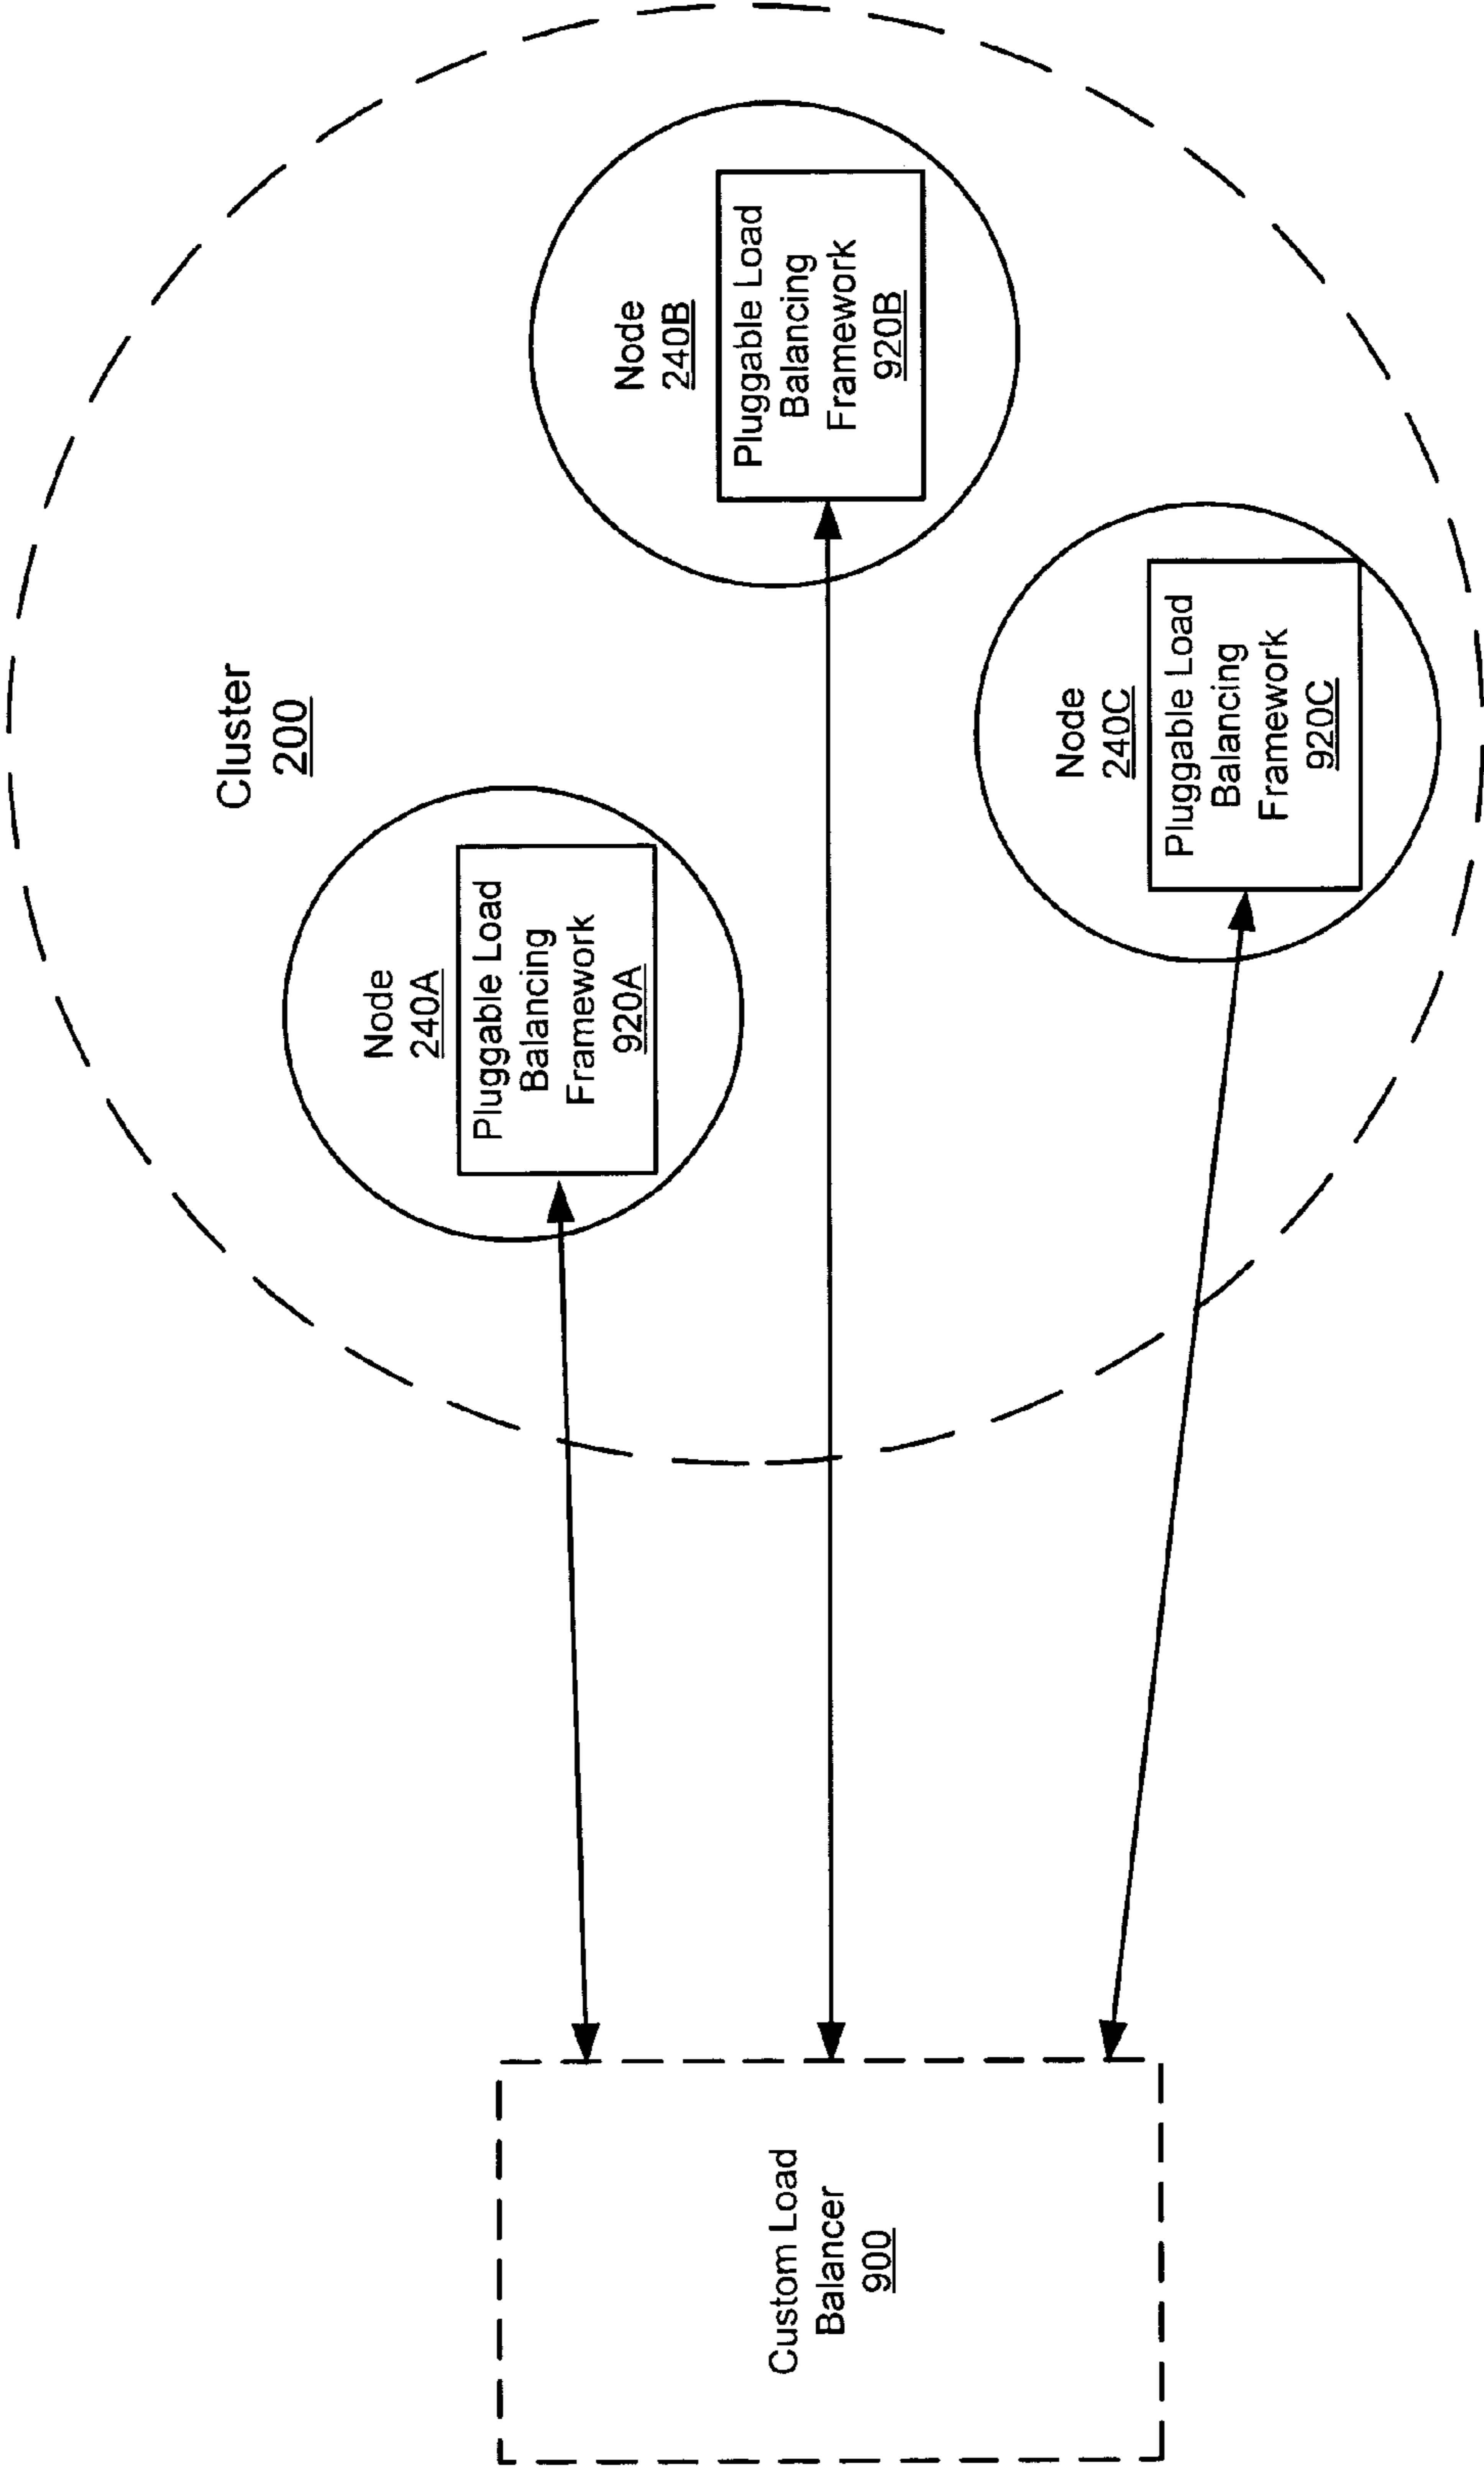 Cluster
200
Node
240A
Pluggable Load
Balancing
Framework
920A
Node
240B
Pluggable Load
Balancing
Framework
920B
Node
240C
Pluggable Load
Balancing
Framework
920C
Custom Load
Balancer
900